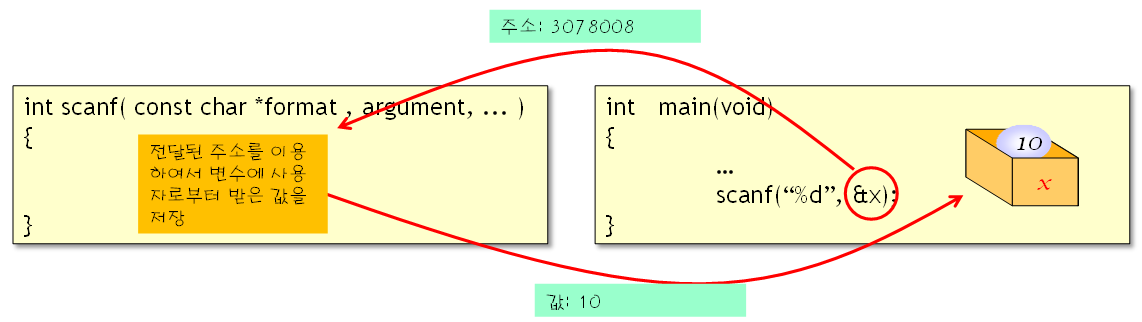 주소: 3078008
int scanf( const char *format , argument, ... )
{
전달된 주소를 이용
하여서 변수에 사용
자로부터 받은 값을
저장
}
int main(void)
{
...
scanf(“%d”, &x);
}
10
x
값: 10